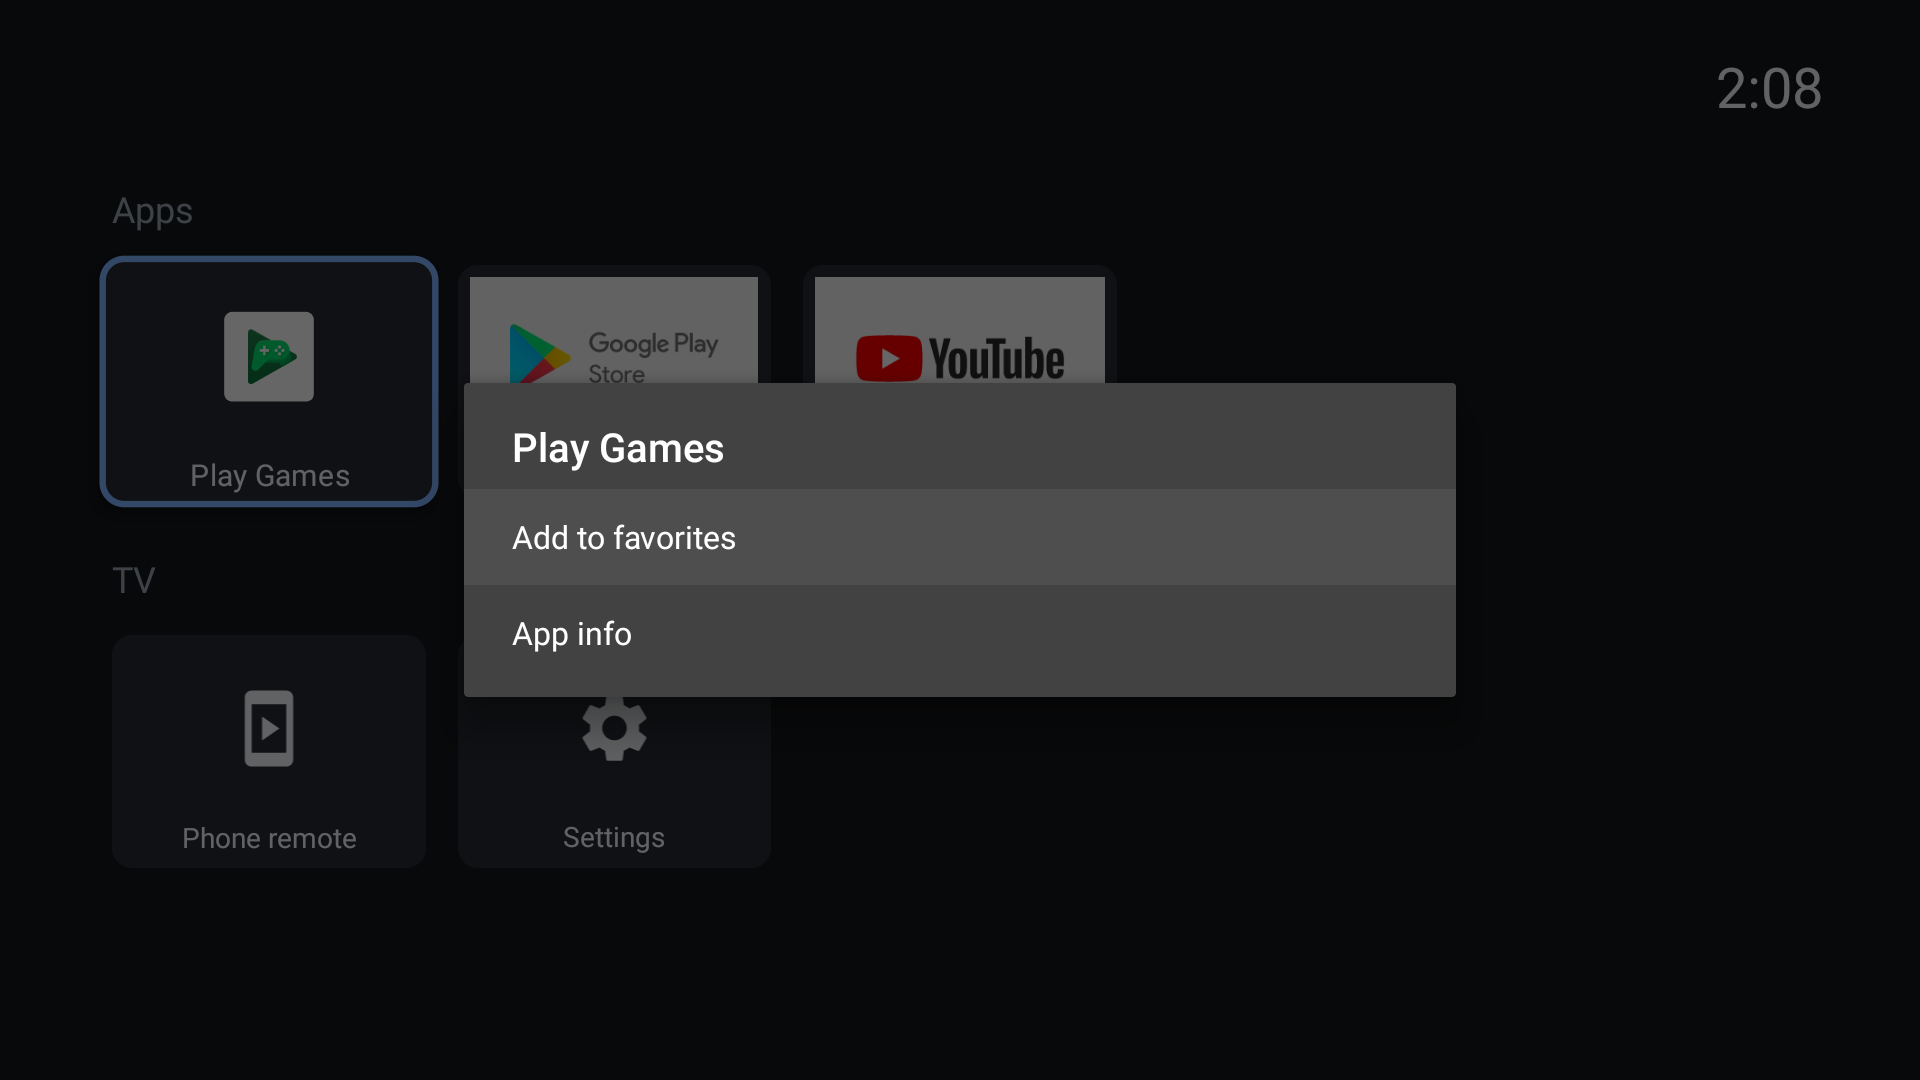 2:08
Apps
Play Games
Google Play
Store
YouTube
Play Games
Add to favorites
App info
TV
Phone remote
Settings